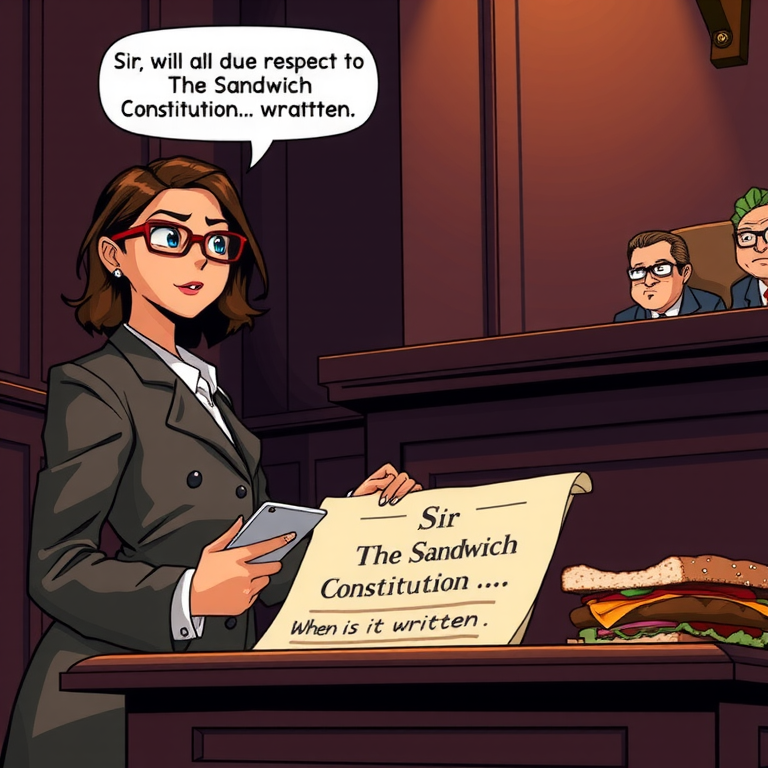 Sir, will all due respect to
The Sandwich
Constitution... wrattten.
Sir
The Sandwich
Constitution ....
When is it written.